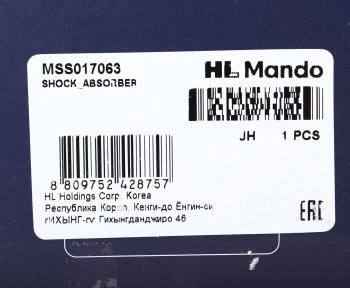 MSS017063
SHOCK_ABSORBER
HL Mando
JH 1 PCS
8 809752 428757
HL Holdings Corp. Korea
Республика Корея, Кенги-до Ёнгин-си
гИХЫНГ-гу Гихынгданджиро 46
EAC